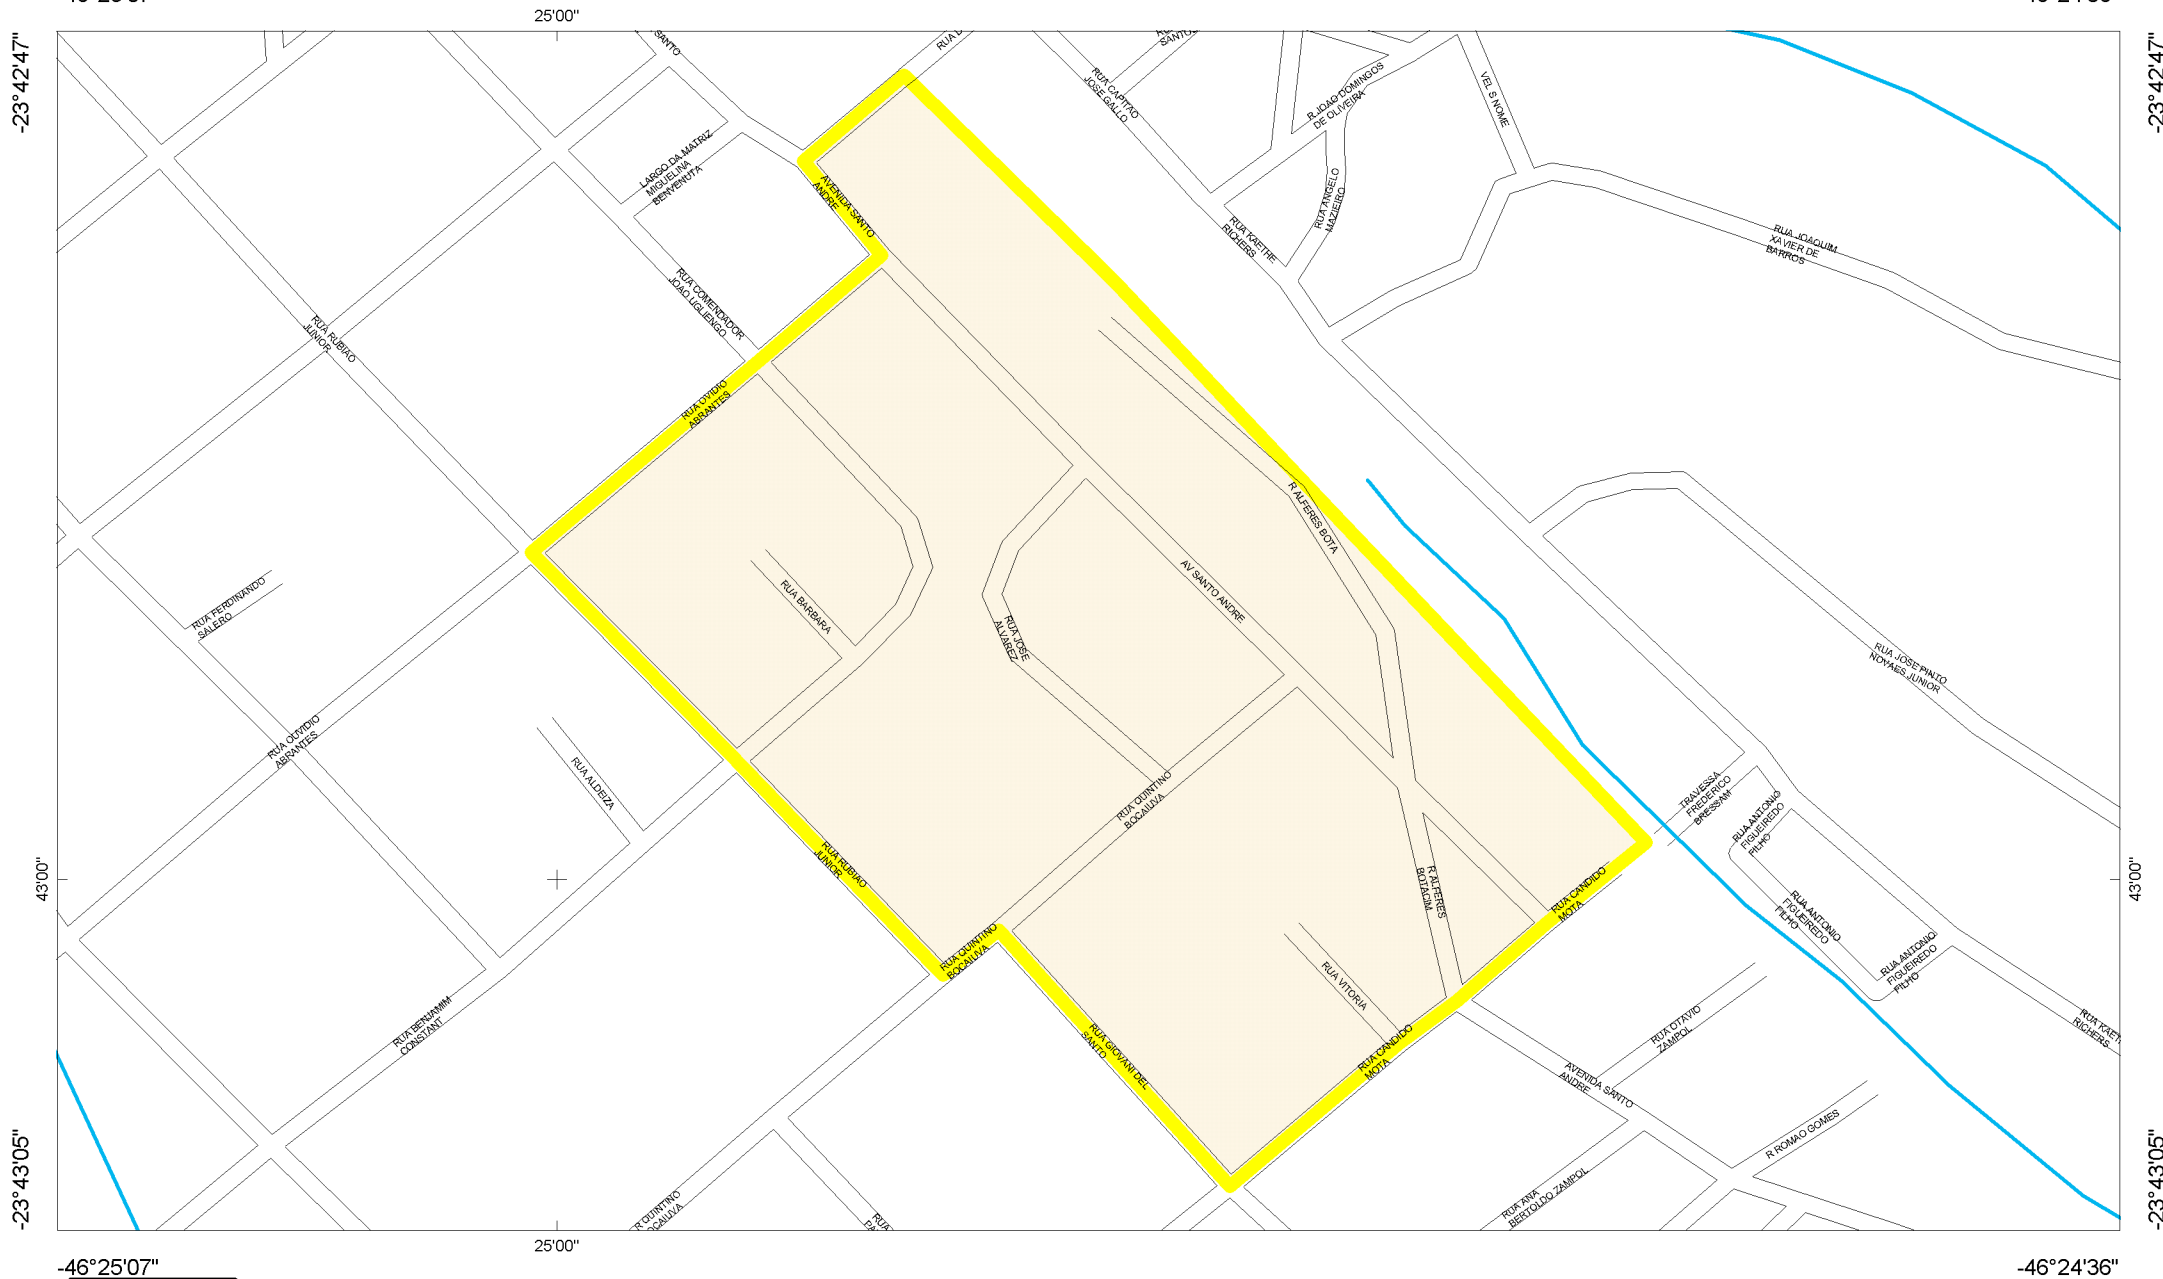 25'00"
-23°42'47"
-23°42'47"
SANTO
RUA CAPITAO
JOSE GALLO
R JOAO DOMINGOS
DE OLIVEIRA
VEL S NOME
LARGO DA MATRIZ
MIGUELINA
BENVENUTA
AVENIDA SANTO
ANDRE
RUA ANGELO
MAZIEIRO
RUA KAETHE
RICHERS
RUA JOAQUIM
XAVIER DE
BARROS
RUA COMENDADOR
JOAO UGLIENGO
RUA RUBIAO
JUNIOR
RUA OVIDIO
ABRANTES
R ALFERES BOTA
RUA FERDINANDO
SALERO
RUA BARBARA
AV SANTO ANDRE
RUA JOSE
ALVAREZ
RUA JOSE PINTO
NOVAES JUNIOR
RUA OUVIDIO
ABRANTES
RUA ALDEIZA
RUA QUINTINO
BOCAIUVA
TRAVESSA
FREDERICO
BRESSAM
RUA ANTONIO
FIGUEIREDO
FILHO
43'00"
43'00"
RUA RUBIAO
JUNIOR
R ALFERES
BOTACIM
RUA CANDIDO
MOTA
RUA ANTONIO
FIGUEIREDO
FILHO
RUA QUINTINO
BOCAIUVA
RUA ANTONIO
FIGUEIREDO
FILHO
RUA VITORIA
RUA BENJAMIM
CONSTANT
RUA GIOVANI DEL
SANTO
RUA CANDIDO
MOTA
RUA OTAVIO
ZAMPOL
RICHERS
AVENIDA SANTO
ANDRE
R ROMAO GOMES
R QUINTINO
RUA
RUA ANA
BERTOLDO ZAMPOL
-23°43'05"
-23°43'05"
25'00"
-46°25'07"
-46°24'36"